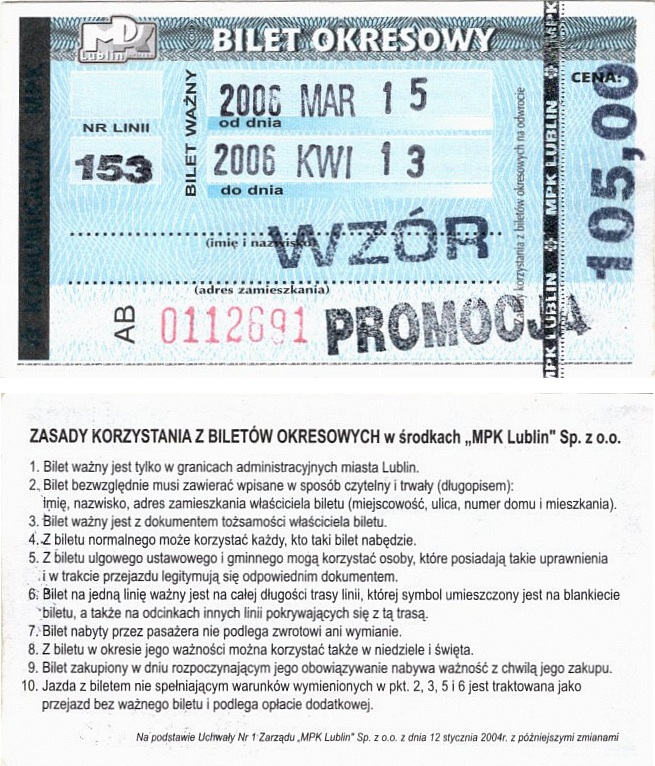 MPK
Lublin
BILET OKRESOWY
KOMUNIKACJA MPK
NR LINII
153
BILET WAŻNY
2006 MAR 15
od dnia
2006 KWI 13
do dnia
CENA:
105,00
(imię i nazwisko)
WZÓR
(adres zamieszkania)
AB 0112691
PROMOCJA
korzystania z biletów okresowych na odwrocie
MPK LUBLIN MPK LUBLIN MPK
ZASADY KORZYSTANIA Z BILETÓW OKRESOWYCH w środkach „MPK Lublin" Sp. z o.o.
1. Bilet ważny jest tylko w granicach administracyjnych miasta Lublin.
2. Bilet bezwzględnie musi zawierać wpisane w sposób czytelny i trwały (długopisem):
imię, nazwisko, adres zamieszkania właściciela biletu (miejscowość, ulica, numer domu i mieszkania).
3. Bilet ważny jest z dokumentem tożsamości właściciela biletu.
4. Z biletu normalnego może korzystać każdy, kto taki bilet nabędzie.
5. Z biletu ulgowego ustawowego i gminnego mogą korzystać osoby, które posiadają takie uprawnienia
i w trakcie przejazdu legitymują się odpowiednim dokumentem.
6. Bilet na jedną linię ważny jest na całej długości trasy linii, której symbol umieszczony jest na blankiecie
biletu, a także na odcinkach innych linii pokrywających się z tą trasą.
7. Bilet nabyty przez pasażera nie podlega zwrotowi ani wymianie.
8. Z biletu w okresie jego ważności można korzystać także w niedziele i święta.
9. Bilet zakupiony w dniu rozpoczynającym jego obowiązywanie nabywa ważność z chwilą jego zakupu.
10. Jazda z biletem nie spełniającym warunków wymienionych w pkt. 2, 3, 5 i 6 jest traktowana jako
przejazd bez ważnego biletu i podlega opłacie dodatkowej.
Na podstawie Uchwały Nr 1 Zarządu „MPK Lublin" Sp. z o.o. z dnia 12 stycznia 2004r. z późniejszymi zmianami